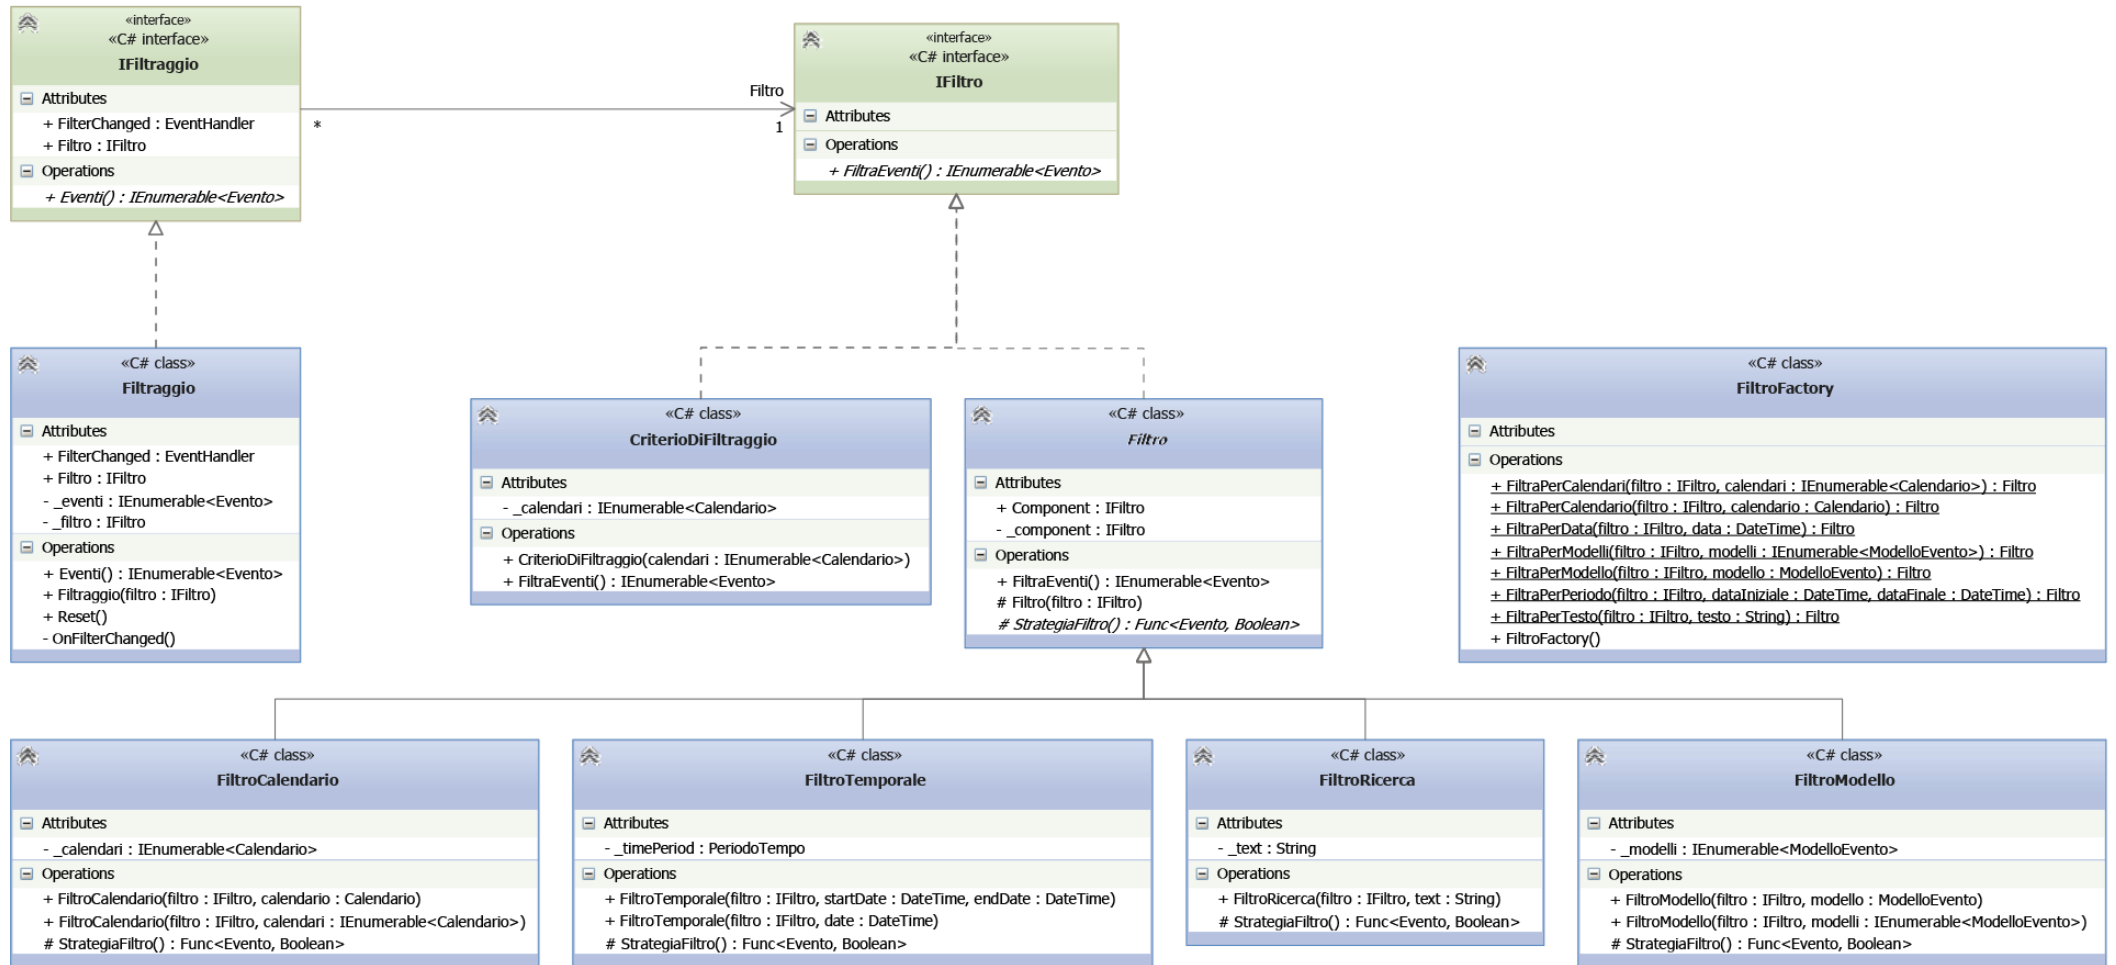 «interface»
«C# interface»
IFiltraggio
Attributes
+ FilterChanged : EventHandler
+ Filtro : IFiltro
Operations
+ Eventi() : IEnumerable<Evento>
Filtro
*
1
«interface»
«C# interface»
IFiltro
Attributes
Operations
+ FiltraEventi() : IEnumerable<Evento>
«C# class»
Filtraggio
Attributes
+ FilterChanged : EventHandler
+ Filtro : IFiltro
- _eventi : IEnumerable<Evento>
- _filtro : IFiltro
Operations
+ Eventi() : IEnumerable<Evento>
+ Filtraggio(filtro : IFiltro)
+ Reset()
- OnFilterChanged()
«C# class»
CriterioDiFiltraggio
Attributes
- _calendari : IEnumerable<Calendario>
Operations
+ CriterioDiFiltraggio(calendari : IEnumerable<Calendario>)
+ FiltraEventi() : IEnumerable<Evento>
«C# class»
Filtro
Attributes
+ Component : IFiltro
- _component : IFiltro
Operations
+ FiltraEventi() : IEnumerable<Evento>
# Filtro(filtro : IFiltro)
# StrategiaFiltro() : Func<Evento, Boolean>
«C# class»
FiltroFactory
Attributes
Operations
+ FiltraPerCalendari(filtro : IFiltro, calendari : IEnumerable<Calendario>) : Filtro
+ FiltraPerCalendario(filtro : IFiltro, calendario : Calendario) : Filtro
+ FiltraPerData(filtro : IFiltro, data : DateTime) : Filtro
+ FiltraPerModelli(filtro : IFiltro, modelli : IEnumerable<ModelloEvento>) : Filtro
+ FiltraPerModello(filtro : IFiltro, modello : ModelloEvento) : Filtro
+ FiltraPerPeriodo(filtro : IFiltro, dataIniziale : DateTime, dataFinale : DateTime) : Filtro
+ FiltraPerTesto(filtro : IFiltro, testo : String) : Filtro
+ FiltroFactory()
«C# class»
FiltroCalendario
Attributes
- _calendari : IEnumerable<Calendario>
Operations
+ FiltroCalendario(filtro : IFiltro, calendario : Calendario)
+ FiltroCalendario(filtro : IFiltro, calendari : IEnumerable<Calendario>)
# StrategiaFiltro() : Func<Evento, Boolean>
«C# class»
FiltroTemporale
Attributes
- _timePeriod : PeriodoTempo
Operations
+ FiltroTemporale(filtro : IFiltro, startDate : DateTime, endDate : DateTime)
+ FiltroTemporale(filtro : IFiltro, date : DateTime)
# StrategiaFiltro() : Func<Evento, Boolean>
«C# class»
FiltroRicerca
Attributes
- _text : String
Operations
+ FiltroRicerca(filtro : IFiltro, text : String)
# StrategiaFiltro() : Func<Evento, Boolean>
«C# class»
FiltroModello
Attributes
- _modelli : IEnumerable<ModelloEvento>
Operations
+ FiltroModello(filtro : IFiltro, modello : ModelloEvento)
+ FiltroModello(filtro : IFiltro, modelli : IEnumerable<ModelloEvento>)
# StrategiaFiltro() : Func<Evento, Boolean>